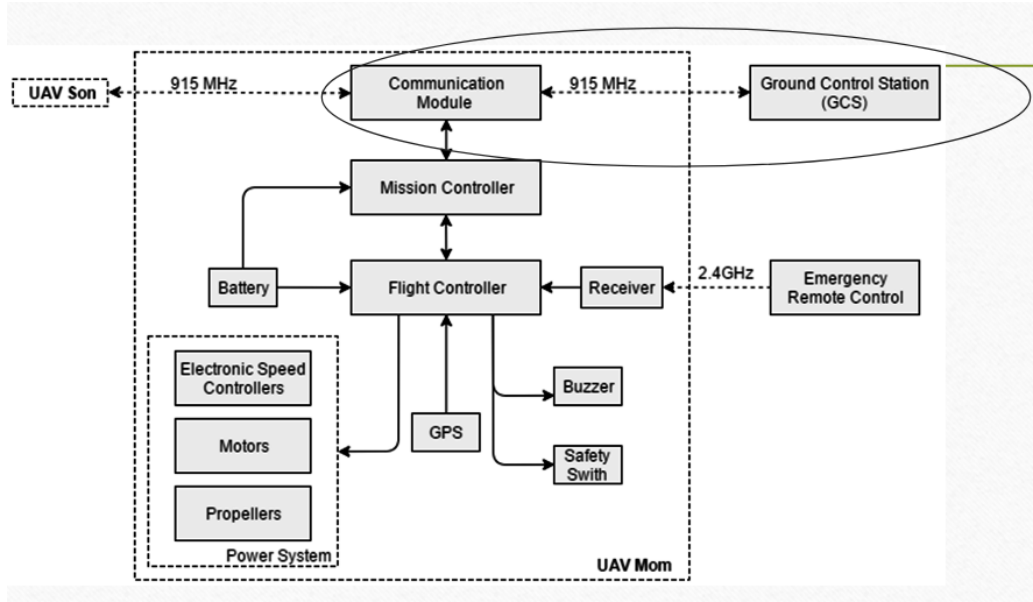 UAV Son
915 MHz
Communication
Module
915 MHz
Ground Control Station
(GCS)
Mission Controller
Battery
Flight Controller
Receiver
2.4GHz
Emergency
Remote Control
Electronic Speed
Controllers
Motors
Propellers
Power System
GPS
Buzzer
Safety
Swith
UAV Mom